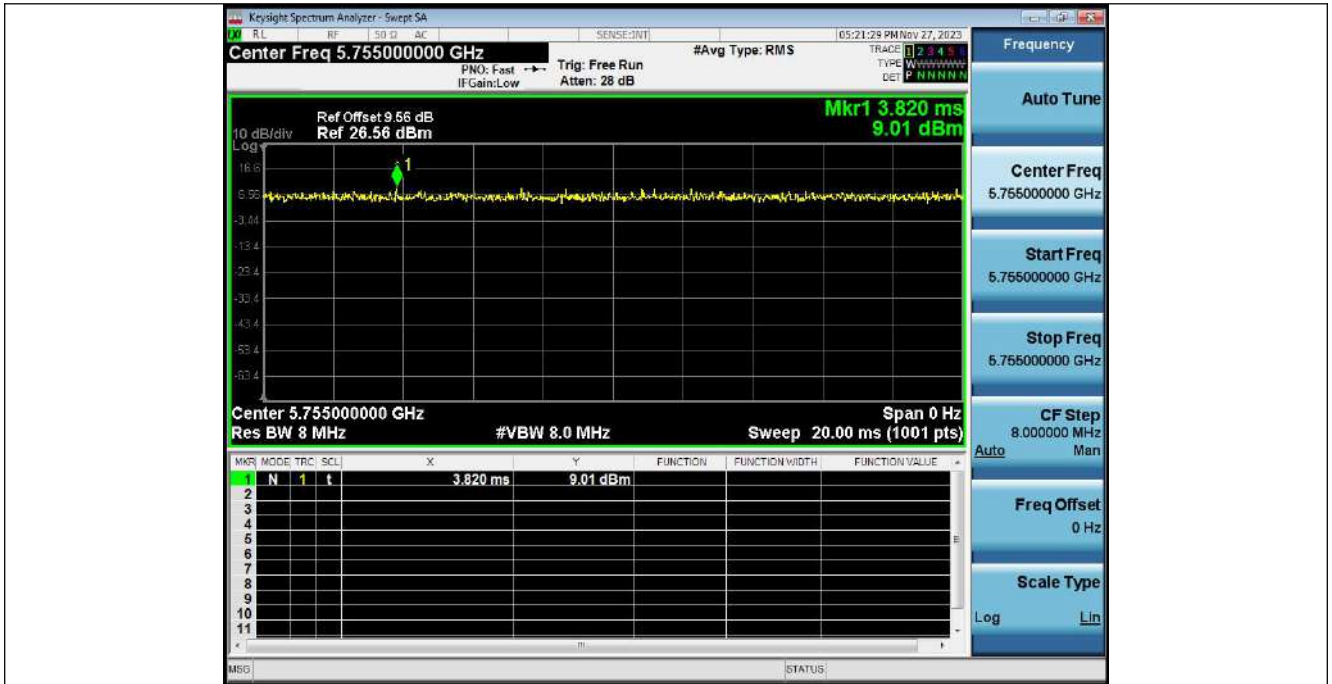 Keysight Spectrum Analyzer - Swept SA
RL RF 50 Ω AC SENSE:INT 05:21:29 PM Nov 27, 2023
Center Freq 5.755000000 GHz
#Avg Type: RMS
TRACE 1 2 3 4 5 6
TYPE W
DET P N N N N N
PNO: Fast
IFGain:Low
Trig: Free Run
Atten: 28 dB
Mkr1 3.820 ms
9.01 dBm
Ref Offset 9.56 dB
10 dB/div Ref 26.56 dBm
Log
1
16.6
6.56
-3.44
-13.4
-23.4
-33.4
-43.4
-53.4
-63.4
Center 5.755000000 GHz Span 0 Hz
Res BW 8 MHz #VBW 8.0 MHz Sweep 20.00 ms (1001 pts)
MKR MODE TRC SCL X Y FUNCTION FUNCTION WIDTH FUNCTION VALUE
1 N 1 t 3.820 ms 9.01 dBm
2
3
4
5
6
7
8
9
10
11
MSG STATUS
Frequency
Auto Tune
Center Freq
5.755000000 GHz
Start Freq
5.755000000 GHz
Stop Freq
5.755000000 GHz
CF Step
8.000000 MHz
Auto Man
Freq Offset
0 Hz
Scale Type
Log Lin